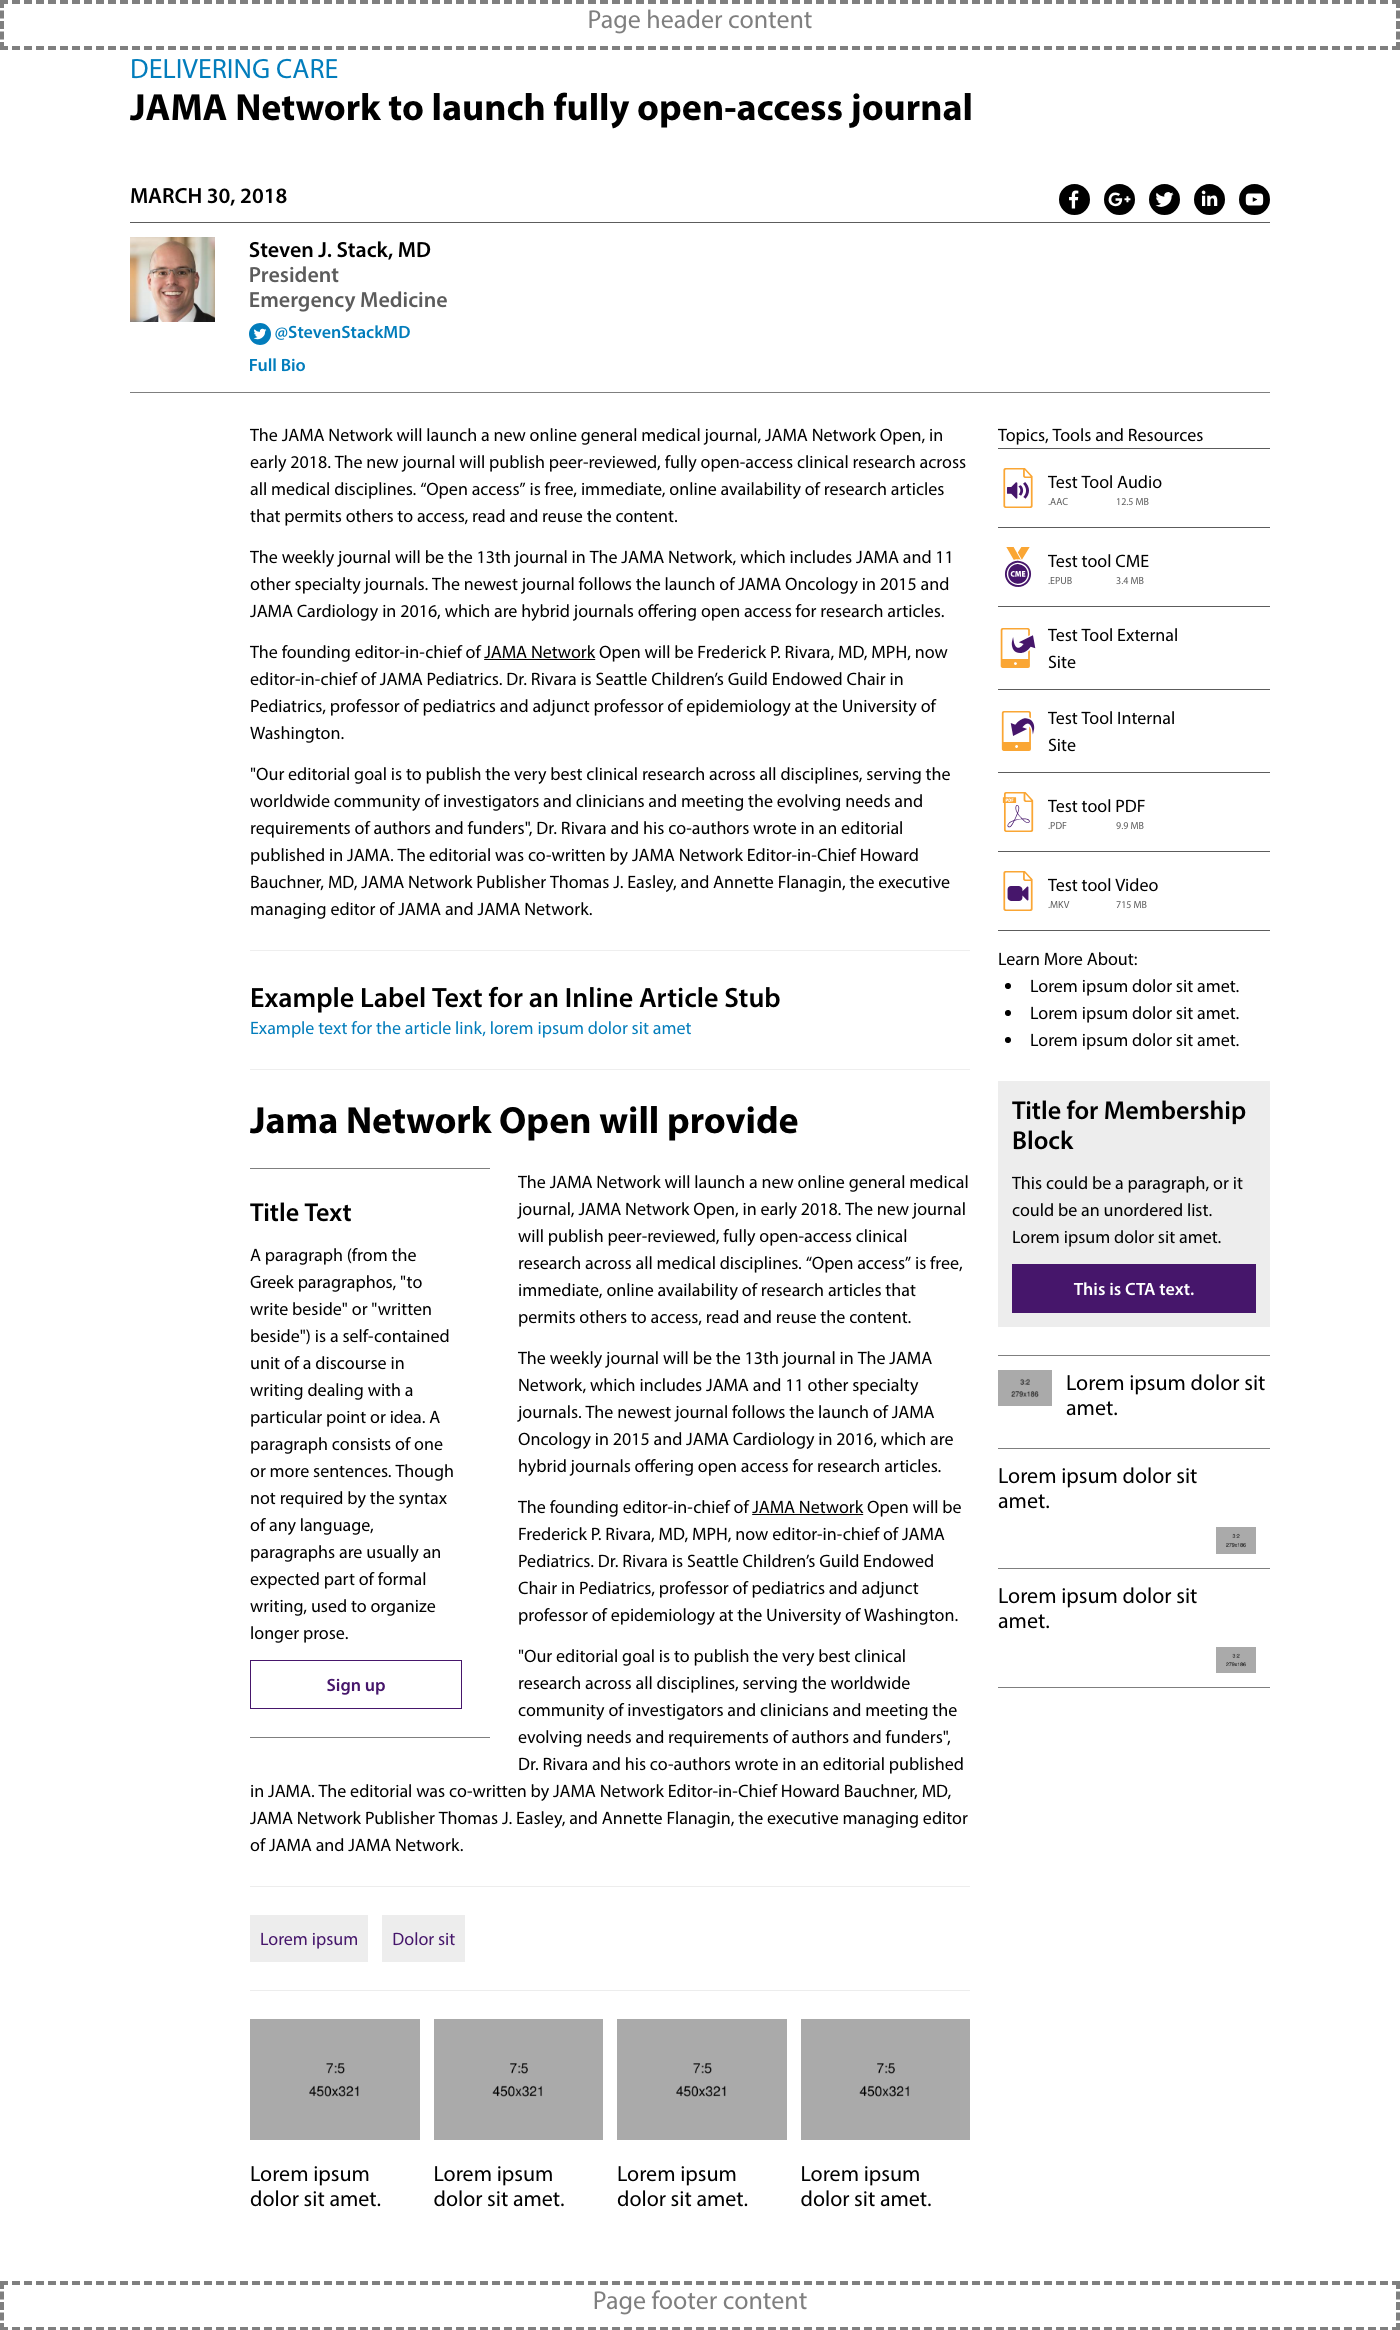 Page header content
DELIVERING CARE
JAMA Network to launch fully open-access journal
MARCH 30, 2018
Steven J. Stack, MD
President
Emergency Medicine
@StevenStackMD
Full Bio
The JAMA Network will launch a new online general medical journal, JAMA Network Open, in
early 2018. The new journal will publish peer-reviewed, fully open-access clinical research across
all medical disciplines. “Open access” is free, immediate, online availability of research articles
that permits others to access, read and reuse the content.
The weekly journal will be the 13th journal in The JAMA Network, which includes JAMA and 11
other specialty journals. The newest journal follows the launch of JAMA Oncology in 2015 and
JAMA Cardiology in 2016, which are hybrid journals offering open access for research articles.
The founding editor-in-chief of JAMA Network Open will be Frederick P. Rivara, MD, MPH, now
editor-in-chief of JAMA Pediatrics. Dr. Rivara is Seattle Children’s Guild Endowed Chair in
Pediatrics, professor of pediatrics and adjunct professor of epidemiology at the University of
Washington.
"Our editorial goal is to publish the very best clinical research across all disciplines, serving the
worldwide community of investigators and clinicians and meeting the evolving needs and
requirements of authors and funders", Dr. Rivara and his co-authors wrote in an editorial
published in JAMA. The editorial was co-written by JAMA Network Editor-in-Chief Howard
Bauchner, MD, JAMA Network Publisher Thomas J. Easley, and Annette Flanagin, the executive
managing editor of JAMA and JAMA Network.
Example Label Text for an Inline Article Stub
Example text for the article link, lorem ipsum dolor sit amet
Jama Network Open will provide
Title Text
A paragraph (from the
Greek paragraphos, "to
write beside" or "written
beside") is a self-contained
unit of a discourse in
writing dealing with a
particular point or idea. A
paragraph consists of one
or more sentences. Though
not required by the syntax
of any language,
paragraphs are usually an
expected part of formal
writing, used to organize
longer prose.
Sign up
The JAMA Network will launch a new online general medical
journal, JAMA Network Open, in early 2018. The new journal
will publish peer-reviewed, fully open-access clinical
research across all medical disciplines. “Open access” is free,
immediate, online availability of research articles that
permits others to access, read and reuse the content.
The weekly journal will be the 13th journal in The JAMA
Network, which includes JAMA and 11 other specialty
journals. The newest journal follows the launch of JAMA
Oncology in 2015 and JAMA Cardiology in 2016, which are
hybrid journals offering open access for research articles.
The founding editor-in-chief of JAMA Network Open will be
Frederick P. Rivara, MD, MPH, now editor-in-chief of JAMA
Pediatrics. Dr. Rivara is Seattle Children’s Guild Endowed
Chair in Pediatrics, professor of pediatrics and adjunct
professor of epidemiology at the University of Washington.
"Our editorial goal is to publish the very best clinical
research across all disciplines, serving the worldwide
community of investigators and clinicians and meeting the
evolving needs and requirements of authors and funders",
Dr. Rivara and his co-authors wrote in an editorial published
in JAMA. The editorial was co-written by JAMA Network Editor-in-Chief Howard Bauchner, MD,
JAMA Network Publisher Thomas J. Easley, and Annette Flanagin, the executive managing editor
of JAMA and JAMA Network.
Lorem ipsum
Dolor sit
7:5
450x321
7:5
450x321
7:5
450x321
7:5
450x321
Lorem ipsum
dolor sit amet.
Lorem ipsum
dolor sit amet.
Lorem ipsum
dolor sit amet.
Lorem ipsum
dolor sit amet.
Topics, Tools and Resources
Test Tool Audio
.AAC 12.5 MB
CME
Test tool CME
.EPUB 3.4 MB
Test Tool External
Site
Test Tool Internal
Site
PDF
Test tool PDF
.PDF 9.9 MB
Test tool Video
.MKV 715 MB
Learn More About:
Lorem ipsum dolor sit amet.
Lorem ipsum dolor sit amet.
Lorem ipsum dolor sit amet.
Title for Membership
Block
This could be a paragraph, or it
could be an unordered list.
Lorem ipsum dolor sit amet.
This is CTA text.
3:2
279x186
Lorem ipsum dolor sit
amet.
Lorem ipsum dolor sit
amet.
3:2
279x186
Lorem ipsum dolor sit
amet.
3:2
279x186
Page footer content